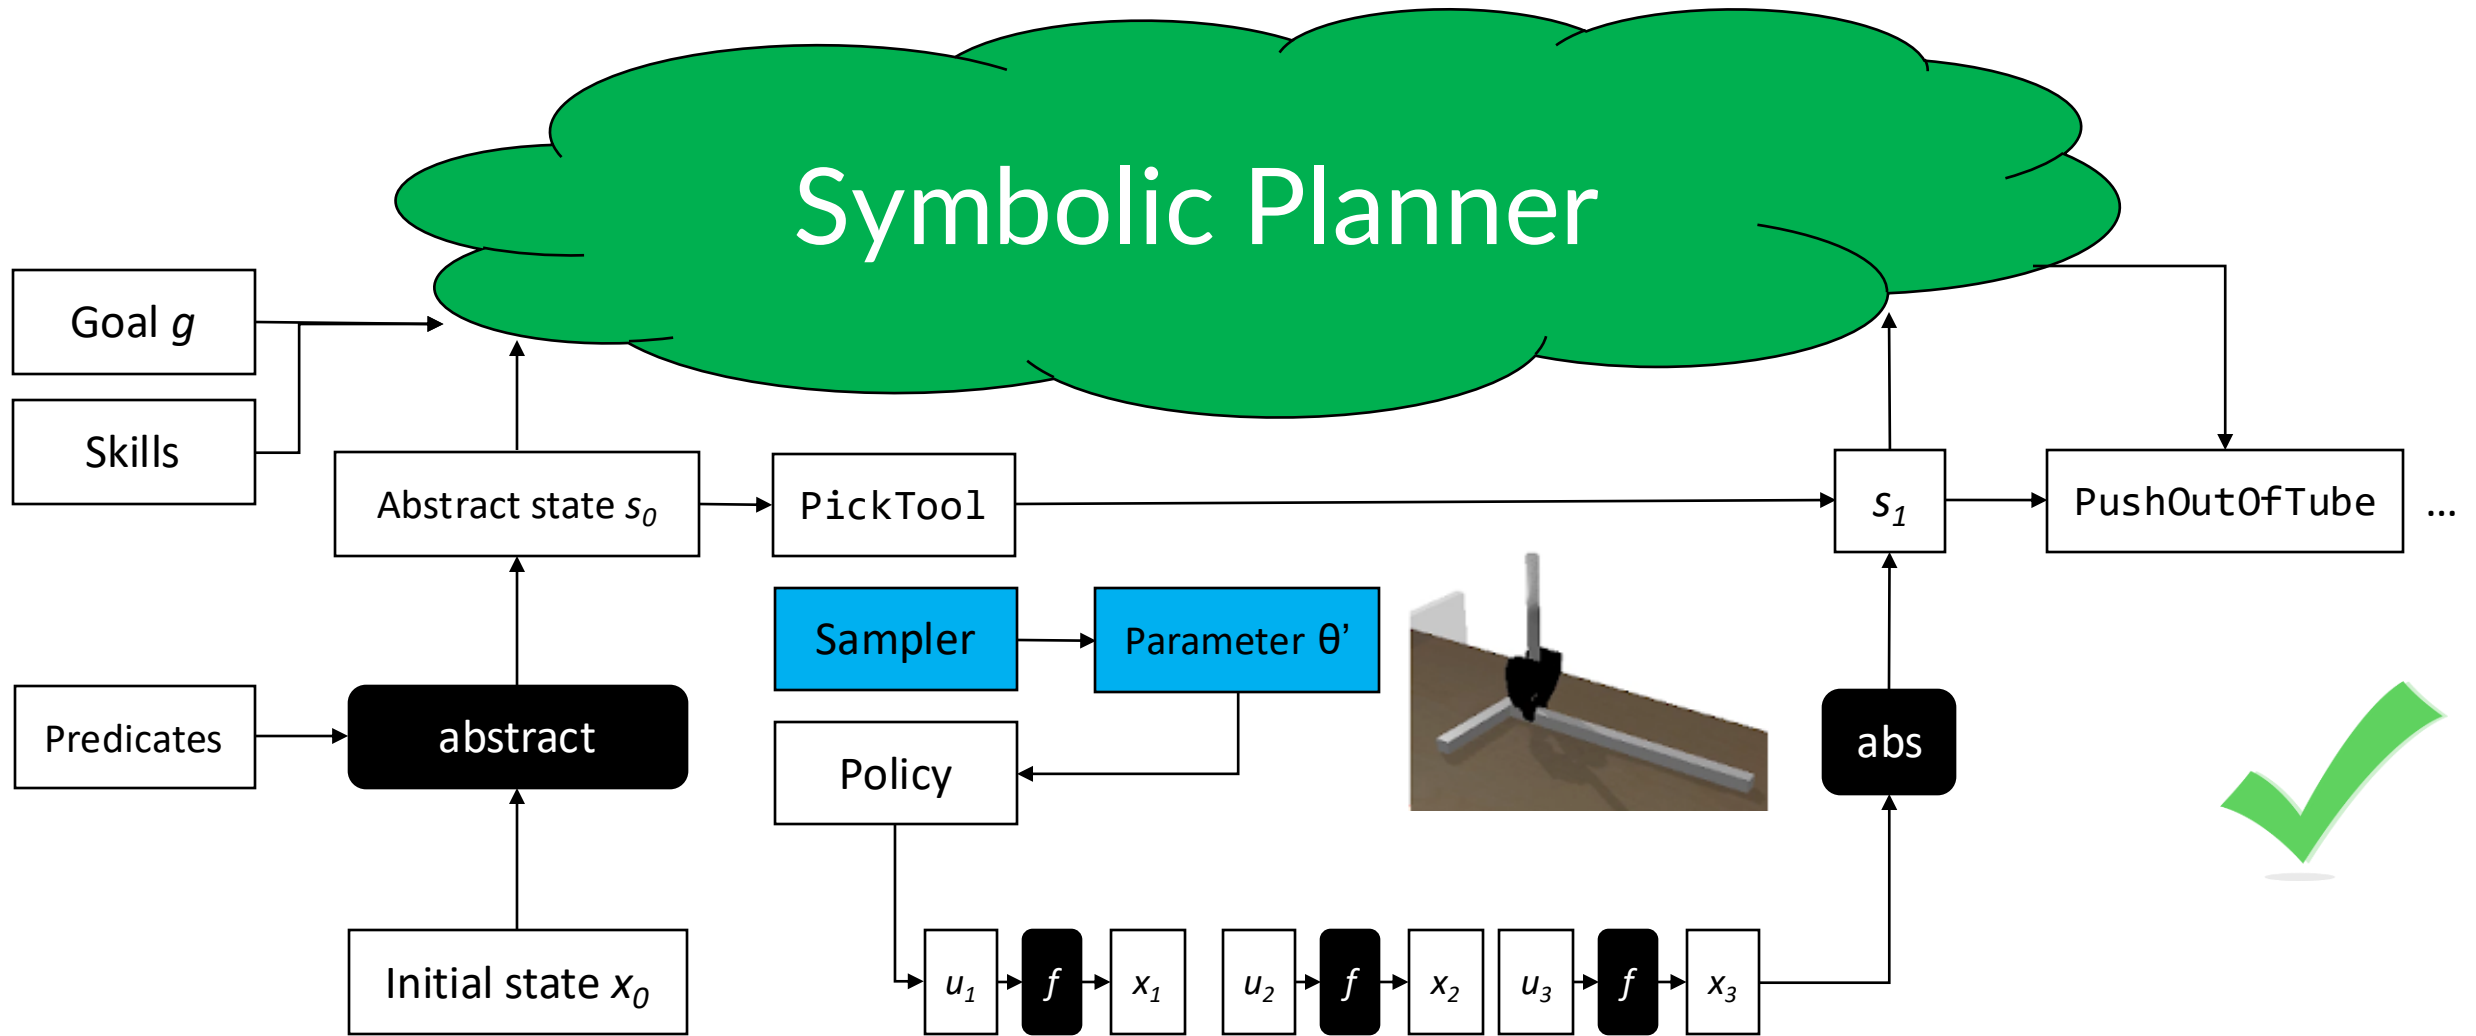 Symbolic Planner
Goal g
Skills
Abstract state s0
PickTool
s1
PushOutOfTube
...
Sampler
Parameter θ’
Predicates
abstract
Policy
abs
Initial state x0
u1
f
x1
u2
f
x2
u3
f
x3